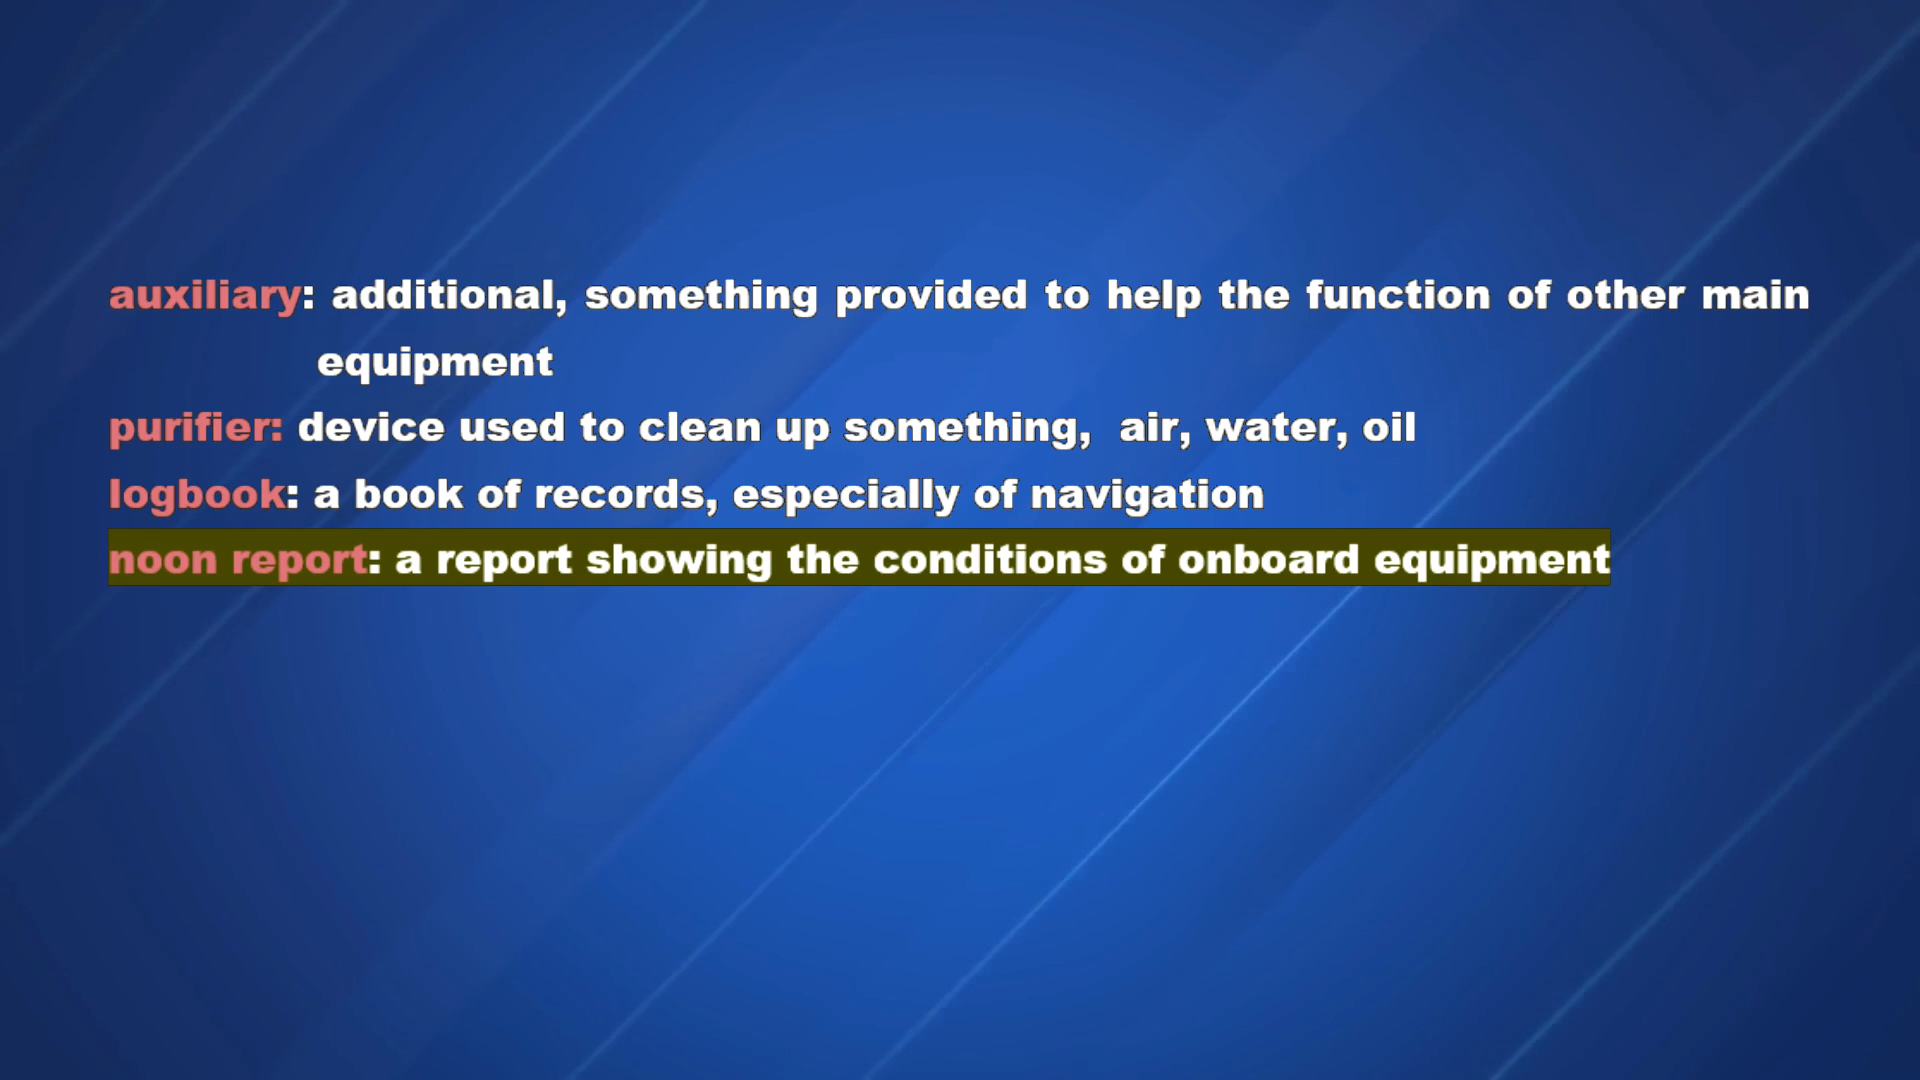 auxiliary: additional, something provided to help the function of other main
equipment
purifier: device used to clean up something, air, water, oil
logbook: a book of records, especially of navigation
noon report: a report showing the conditions of onboard equipment